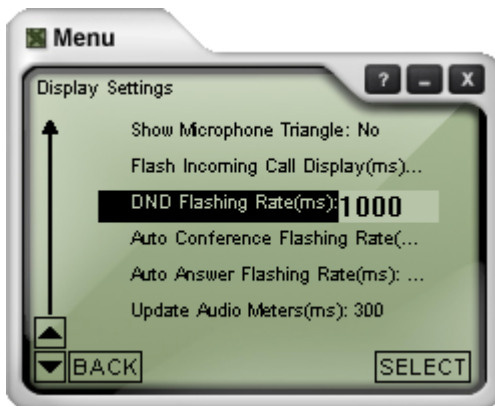 Menu
? – X
Display Settings
Show Microphone Triangle: No
Flash Incoming Call Display(ms)...
DND Flashing Rate(ms):1000
Auto Conference Flashing Rate(...
Auto Answer Flashing Rate(ms): ...
Update Audio Meters(ms): 300
BACK SELECT